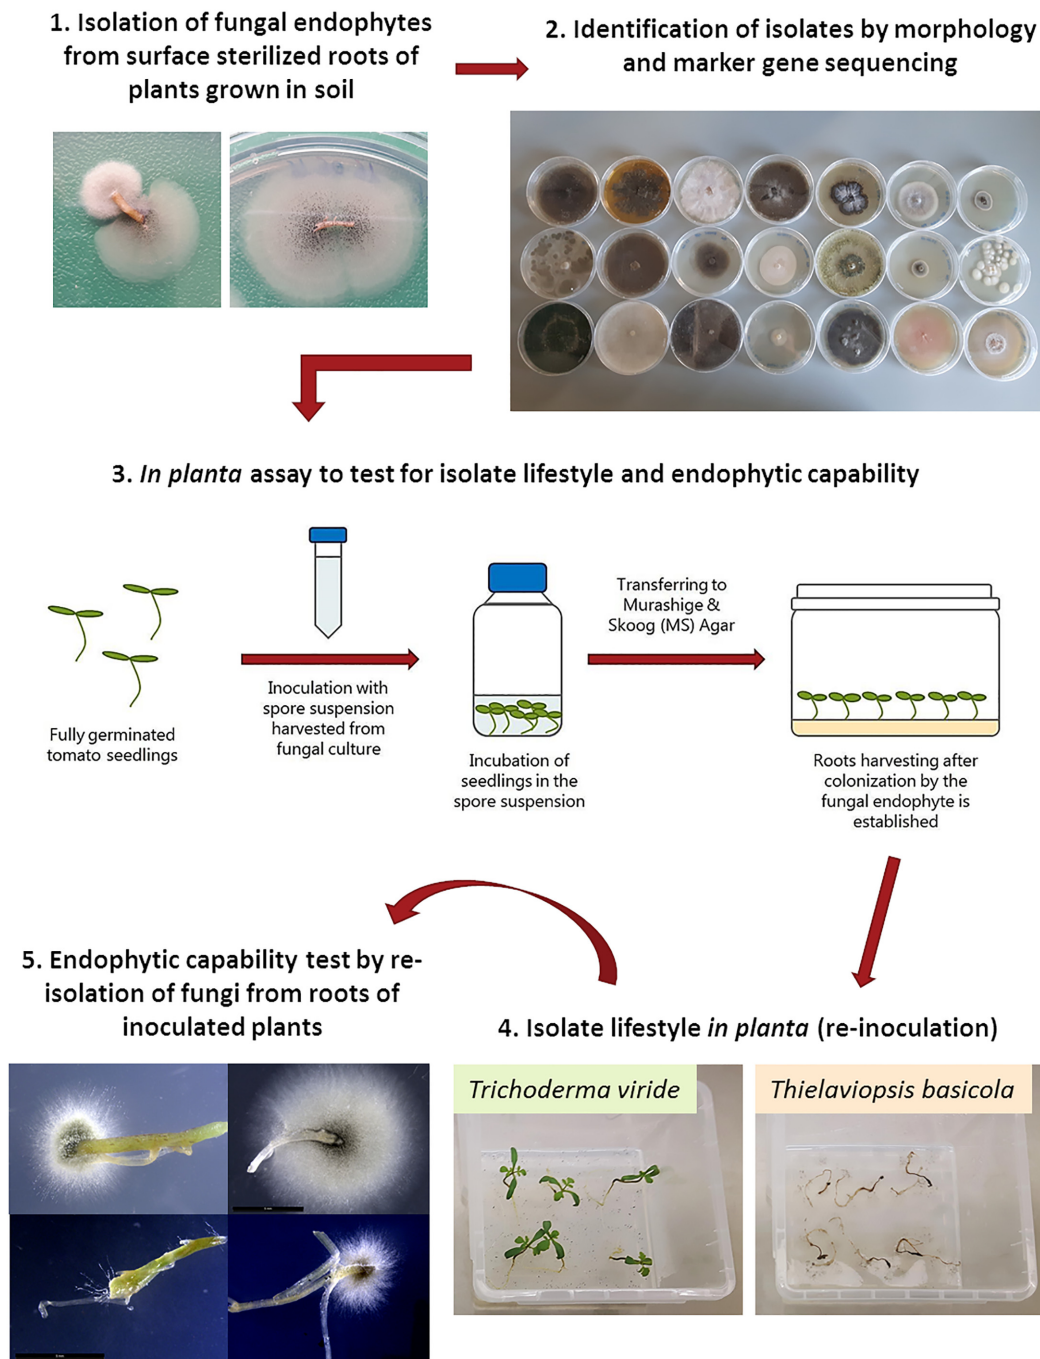 1. Isolation of fungal endophytes
from surface sterilized roots of
plants grown in soil
2. Identification of isolates by morphology
and marker gene sequencing
3. In planta assay to test for isolate lifestyle and endophytic capability
Fully germinated
tomato seedlings
Inoculation with
spore suspension
harvested from
fungal culture
Incubation of
seedlings in the
spore suspension
Transferring to
Murashige &
Skoog (MS) Agar
Roots harvesting after
colonization by the
fungal endophyte is
established
4. Isolate lifestyle in planta (re-inoculation)
Trichoderma viride
Thielaviopsis basicola
5. Endophytic capability test by re-
isolation of fungi from roots of
inoculated plants